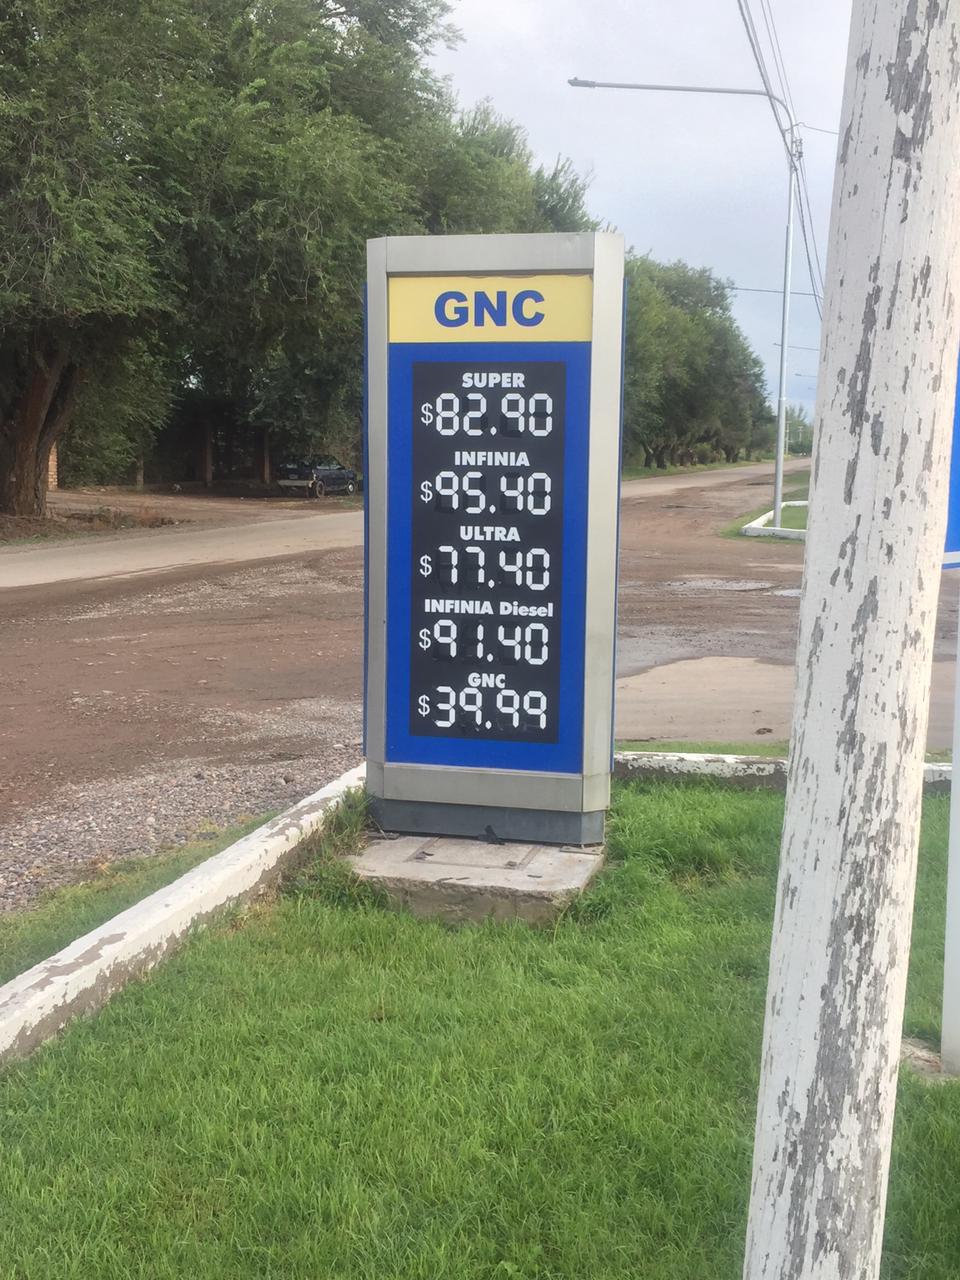 GNC
SUPER
$82.90
INFINIA
$95.40
ULTRA
$77.40
INFINIA Diesel
$91.40
GNC
$39.99